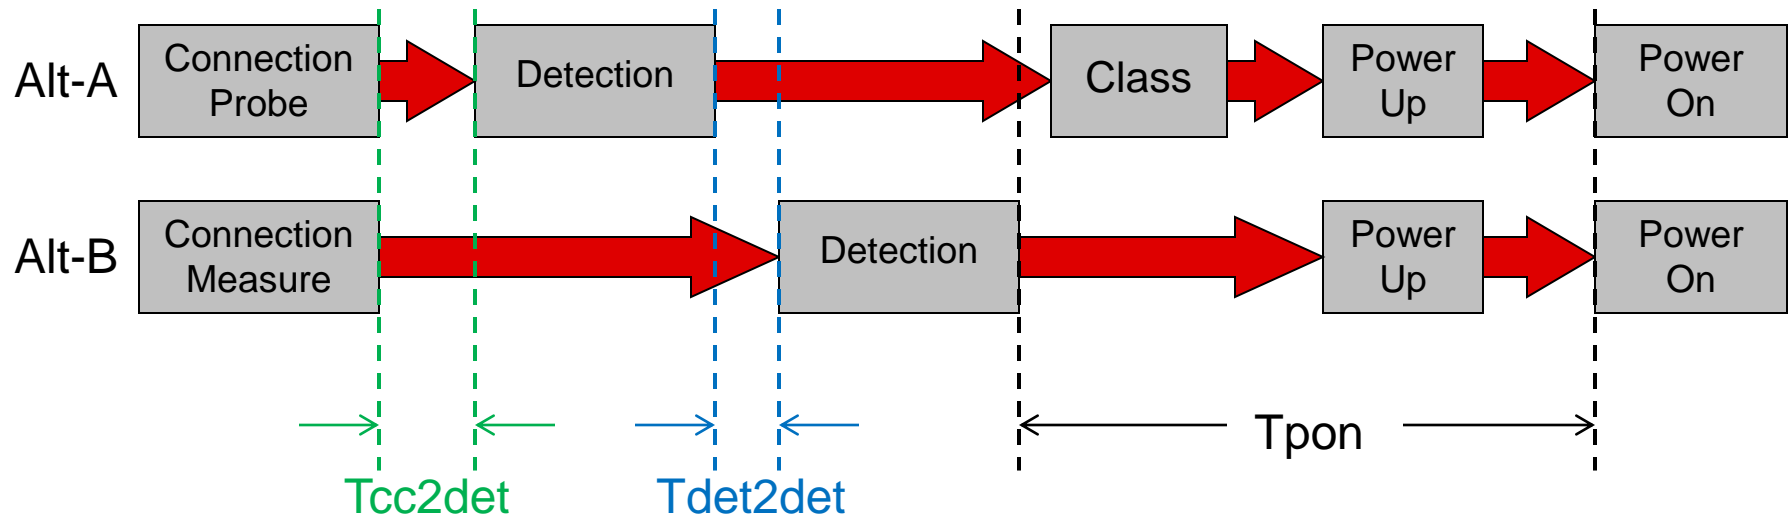 Alt-A
Connection
Probe
Detection
Class
Power
Up
Power
On
Alt-B
Connection
Measure
Detection
Power
Up
Power
On
Tcc2det
Tdet2det
Tpon